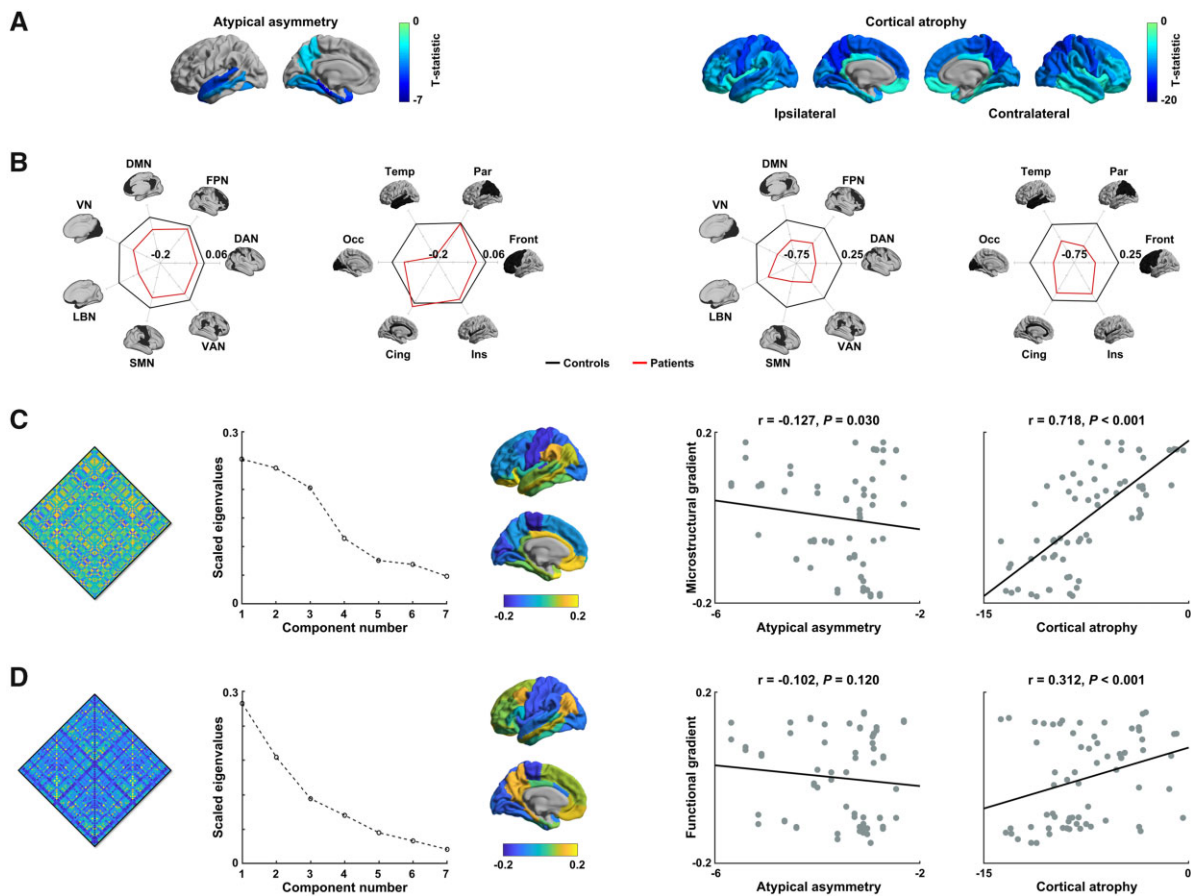 A
Atypical asymmetry
0
T-statistic
-7
Cortical atrophy
0
T-statistic
-20
Ipsilateral
Contralateral
B
DMN
FPN
VN
DAN
-0.2
0.06
LBN
SMN
VAN
Temp
Par
Occ
Front
-0.2
0.06
Cing
Ins
DMN
FPN
VN
DAN
-0.75
0.25
LBN
SMN
VAN
Temp
Par
Occ
Front
-0.75
0.25
Cing
Ins
Controls
Patients
C
0.3
Scaled eigenvalues
0
1 2 3 4 5 6 7
Component number
-0.2 0.2
r = -0.127, P = 0.030
0.2
Microstructural gradient
-0.2
-6 -2
Atypical asymmetry
r = 0.718, P < 0.001
-15 0
Cortical atrophy
D
0.3
Scaled eigenvalues
0
1 2 3 4 5 6 7
Component number
-0.2 0.2
r = -0.102, P = 0.120
0.2
Functional gradient
-0.2
-6 -2
Atypical asymmetry
r = 0.312, P < 0.001
-15 0
Cortical atrophy